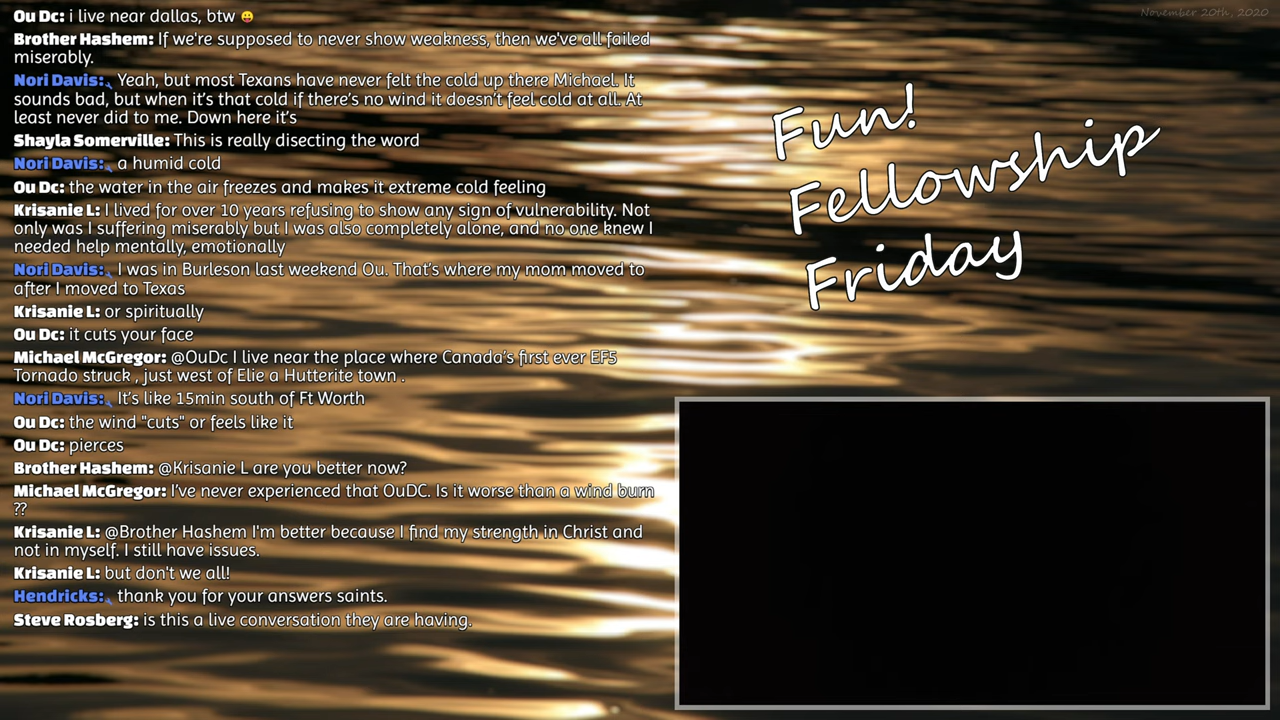 Ou Dc: i live near dallas, btw 😛
Brother Hashem: If we're supposed to never show weakness, then we've all failed
miserably.
Nori Davis: Yeah, but most Texans have never felt the cold up there Michael. It
sounds bad, but when it's that cold if there's no wind it doesn't feel cold at all. At
least never did to me. Down here it's
Shayla Somerville: This is really disecting the word
Nori Davis: a humid cold
Ou Dc: the water in the air freezes and makes it extreme cold feeling
Krisanie L: I lived for over 10 years refusing to show any sign of vulnerability. Not
only was I suffering miserably but I was also completely alone, and no one knew I
needed help mentally, emotionally
Nori Davis: I was in Burleson last weekend Ou. That's where my mom moved to
after I moved to Texas
Krisanie L: or spiritually
Ou Dc: it cuts your face
Michael McGregor: @OuDc I live near the place where Canada's first ever EF5
Tornado struck , just west of Elie a Hutterite town .
Nori Davis: It's like 15min south of Ft Worth
Ou Dc: the wind "cuts" or feels like it
Ou Dc: pierces
Brother Hashem: @Krisanie L are you better now?
Michael McGregor: I've never experienced that OuDC. Is it worse than a wind burn
??
Krisanie L: @Brother Hashem I'm better because I find my strength in Christ and
not in myself. I still have issues.
Krisanie L: but don't we all!
Hendricks: thank you for your answers saints.
Steve Rosberg: is this a live conversation they are having.
November 20th, 2020
Fun!
Fellowship
Friday